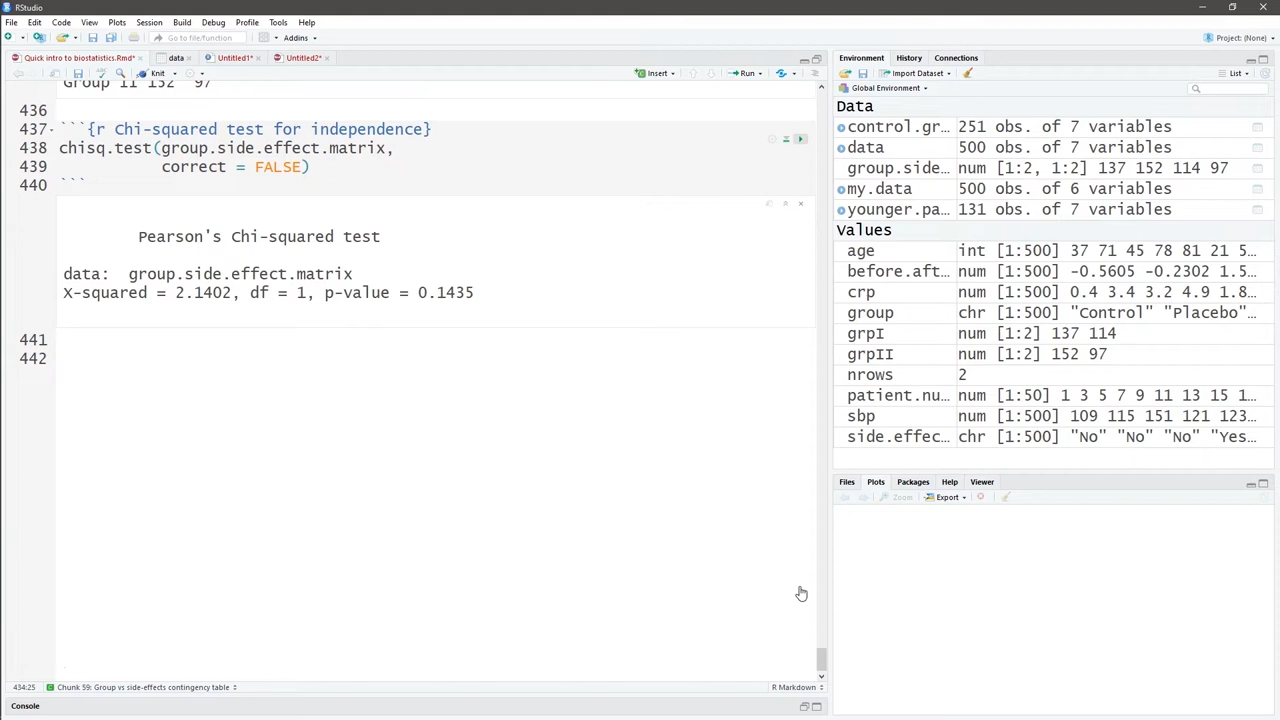 RStudio
File Edit Code View Plots Session Build Debug Profile Tools Help
Go to file/function Addins Project: (None)
Quick intro to biostatistics.Rmd* data Untitled1* Untitled2*
Knit Insert Run
Group II 152 97
436
437 ```{r Chi-squared test for independence}
438 chisq.test(group.side.effect.matrix,
439 correct = FALSE)
440 ```
Pearson's Chi-squared test
data: group.side.effect.matrix
X-squared = 2.1402, df = 1, p-value = 0.1435
441
442
434:25 Chunk 59: Group vs side-effects contingency table R Markdown
Console
Environment History Connections
Import Dataset List
Global Environment
Data
control.gr… 251 obs. of 7 variables
data 500 obs. of 7 variables
group.side… num [1:2, 1:2] 137 152 114 97
my.data 500 obs. of 6 variables
younger.pa… 131 obs. of 7 variables
Values
age int [1:500] 37 71 45 78 81 21 5…
before.aft… num [1:500] -0.5605 -0.2302 1.5…
crp num [1:500] 0.4 3.4 3.2 4.9 1.8…
group chr [1:500] "Control" "Placebo"…
grpI num [1:2] 137 114
grpII num [1:2] 152 97
nrows 2
patient.nu… num [1:50] 1 3 5 7 9 11 13 15 1…
sbp num [1:500] 109 115 151 121 123…
side.effec… chr [1:500] "No" "No" "No" "Yes…
Files Plots Packages Help Viewer
Zoom Export